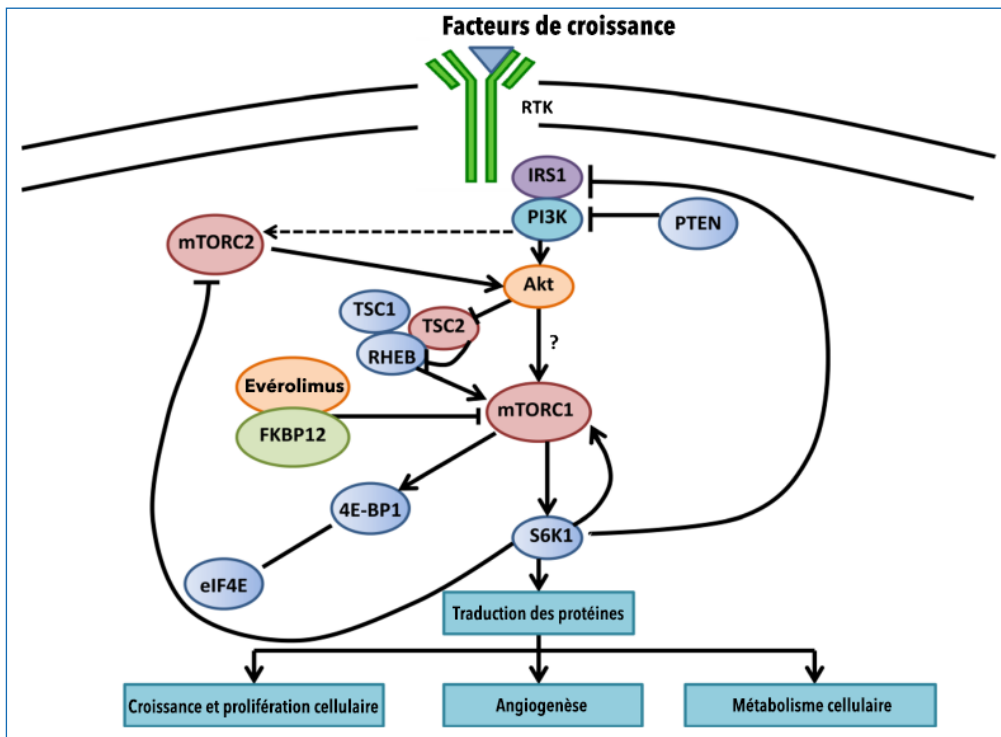 Facteurs de croissance
RTK
IRS1
PI3K
PTEN
mTORC2
Akt
TSC1
TSC2
RHEB
?
Evérolimus
FKBP12
mTORC1
4E-BP1
S6K1
eIF4E
Traduction des protéines
Croissance et prolifération cellulaire
Angiogenèse
Métabolisme cellulaire